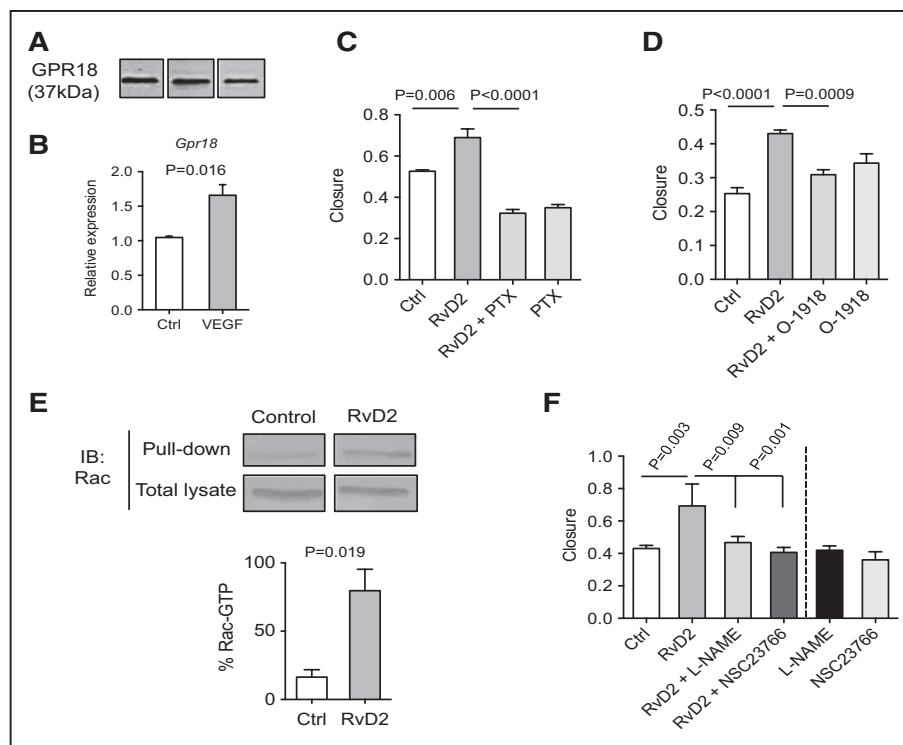 A
GPR18
(37kDa)
B
Gpr18
P=0.016
Relative expression
2.0
1.5
1.0
0.5
0.0
Ctrl
VEGF
C
P=0.006
P<0.0001
Closure
0.8
0.6
0.4
0.2
0.0
Ctrl
RvD2
RvD2 + PTX
PTX
D
P<0.0001
P=0.0009
Closure
0.5
0.4
0.3
0.2
0.1
0.0
Ctrl
RvD2
RvD2 + O-1918
O-1918
E
Control
RvD2
IB:
Rac
Pull-down
Total lysate
P=0.019
% Rac-GTP
100
50
0
Ctrl
RvD2
F
P=0.003
P=0.009
P=0.001
Closure
1.0
0.8
0.6
0.4
0.2
0.0
Ctrl
RvD2
RvD2 + L-NAME
RvD2 + NSC23766
L-NAME
NSC23766